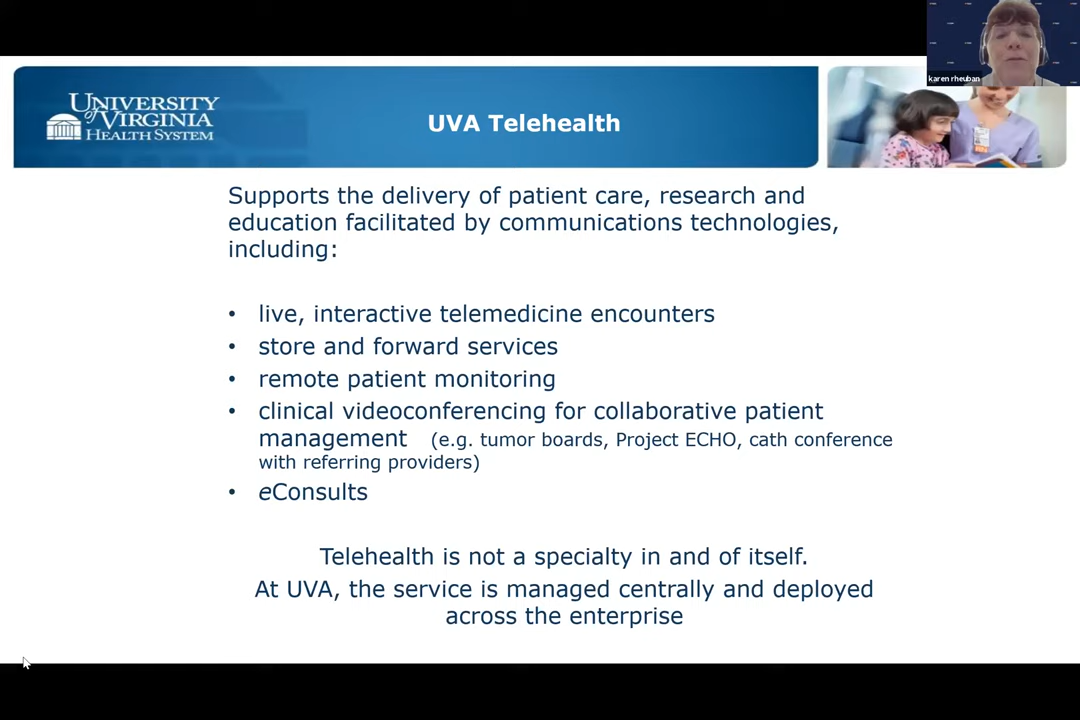 karen rheuban
UNIVERSITY
of VIRGINIA
HEALTH SYSTEM
UVA Telehealth
Supports the delivery of patient care, research and
education facilitated by communications technologies,
including:
• live, interactive telemedicine encounters
• store and forward services
• remote patient monitoring
• clinical videoconferencing for collaborative patient
management (e.g. tumor boards, Project ECHO, cath conference
with referring providers)
• eConsults
Telehealth is not a specialty in and of itself.
At UVA, the service is managed centrally and deployed
across the enterprise